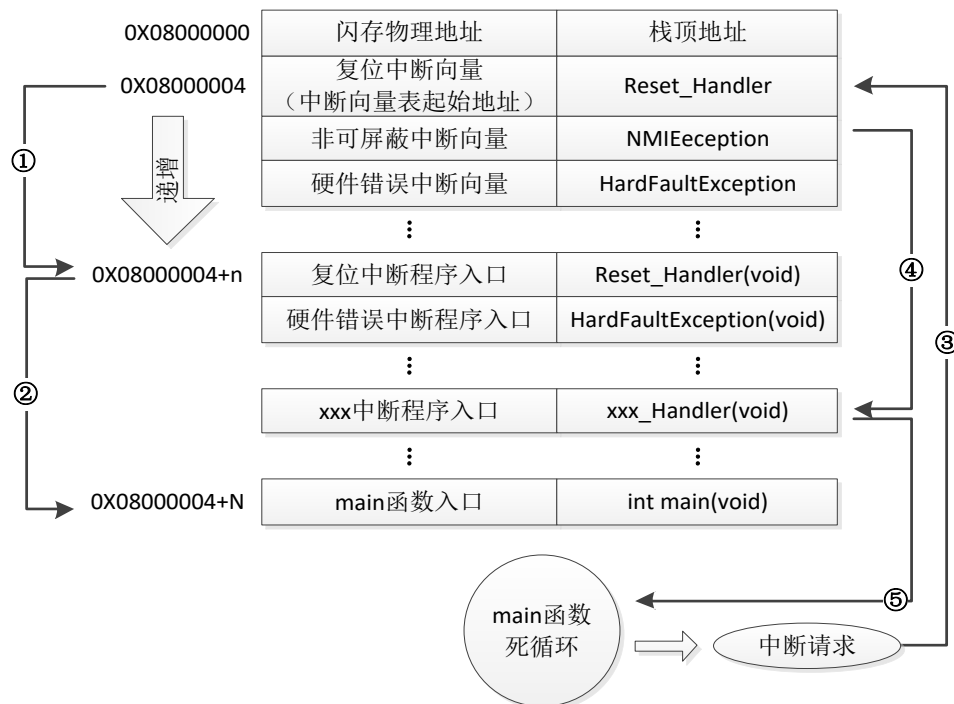 0X08000000 闪存物理地址 栈顶地址
0X08000004 复位中断向量
（中断向量表起始地址） Reset_Handler
非可屏蔽中断向量 NMIEeception
硬件错误中断向量 HardFaultException
①
递增
⋮ ⋮
④
0X08000004+n 复位中断程序入口 Reset_Handler(void)
硬件错误中断程序入口 HardFaultException(void)
③
⋮ ⋮
②
xxx中断程序入口 xxx_Handler(void)
⋮ ⋮
0X08000004+N main函数入口 int main(void)
⑤
main函数
死循环
中断请求